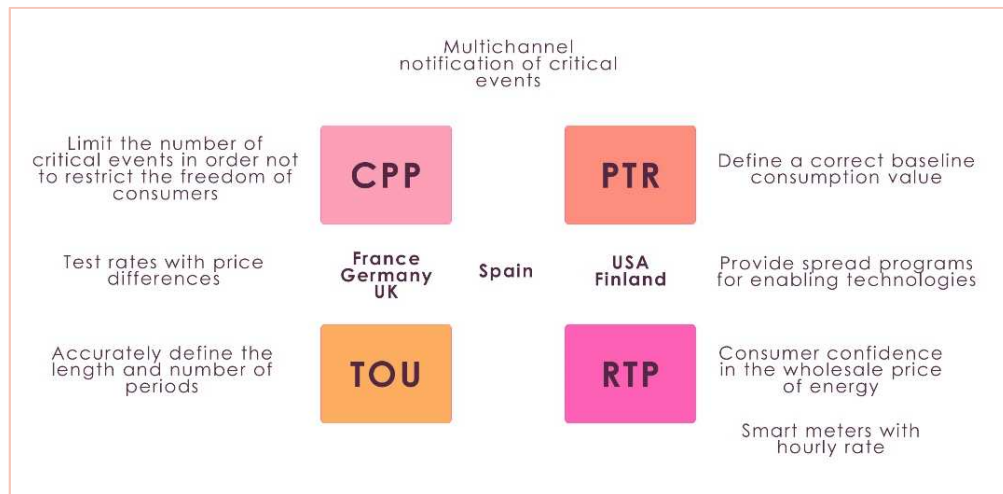 Multichannel
notification of critical
events
Limit the number of
critical events in order not
to restrict the freedom of
consumers
CPP
PTR
Define a correct baseline
consumption value
Test rates with price
differences
France
Germany
UK
Spain
USA
Finland
Provide spread programs
for enabling technologies
Accurately define the
length and number of
periods
TOU
RTP
Consumer confidence
in the wholesale price
of energy
Smart meters with
hourly rate